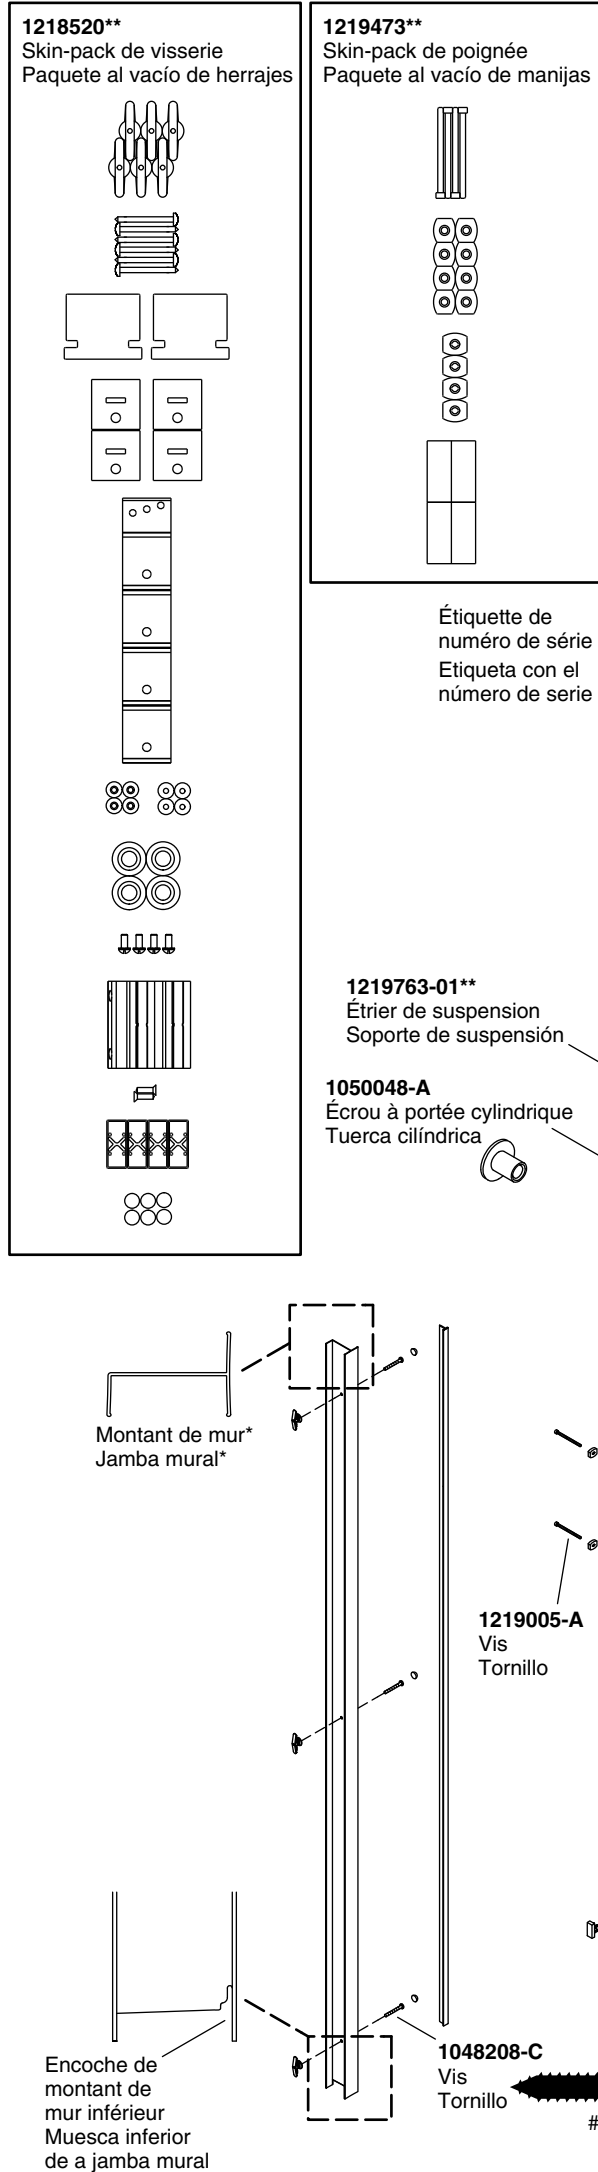 1218520**
Skin-pack de visserie
Paquete al vacío de herrajes
1219473**
Skin-pack de poignée
Paquete al vacío de manijas
Étiquette de
numéro de série
Etiqueta con el
número de serie
1219763-01**
Étrier de suspension
Soporte de suspensión
1050048-A
Écrou à portée cylindrique
Tuerca cilíndrica
Montant de mur*
Jamba mural*
1219005-A
Vis
Tornillo
Encoche de
montant de
mur inférieur
Muesca inferior
de a jamba mural
1048208-C
Vis
Tornillo
#